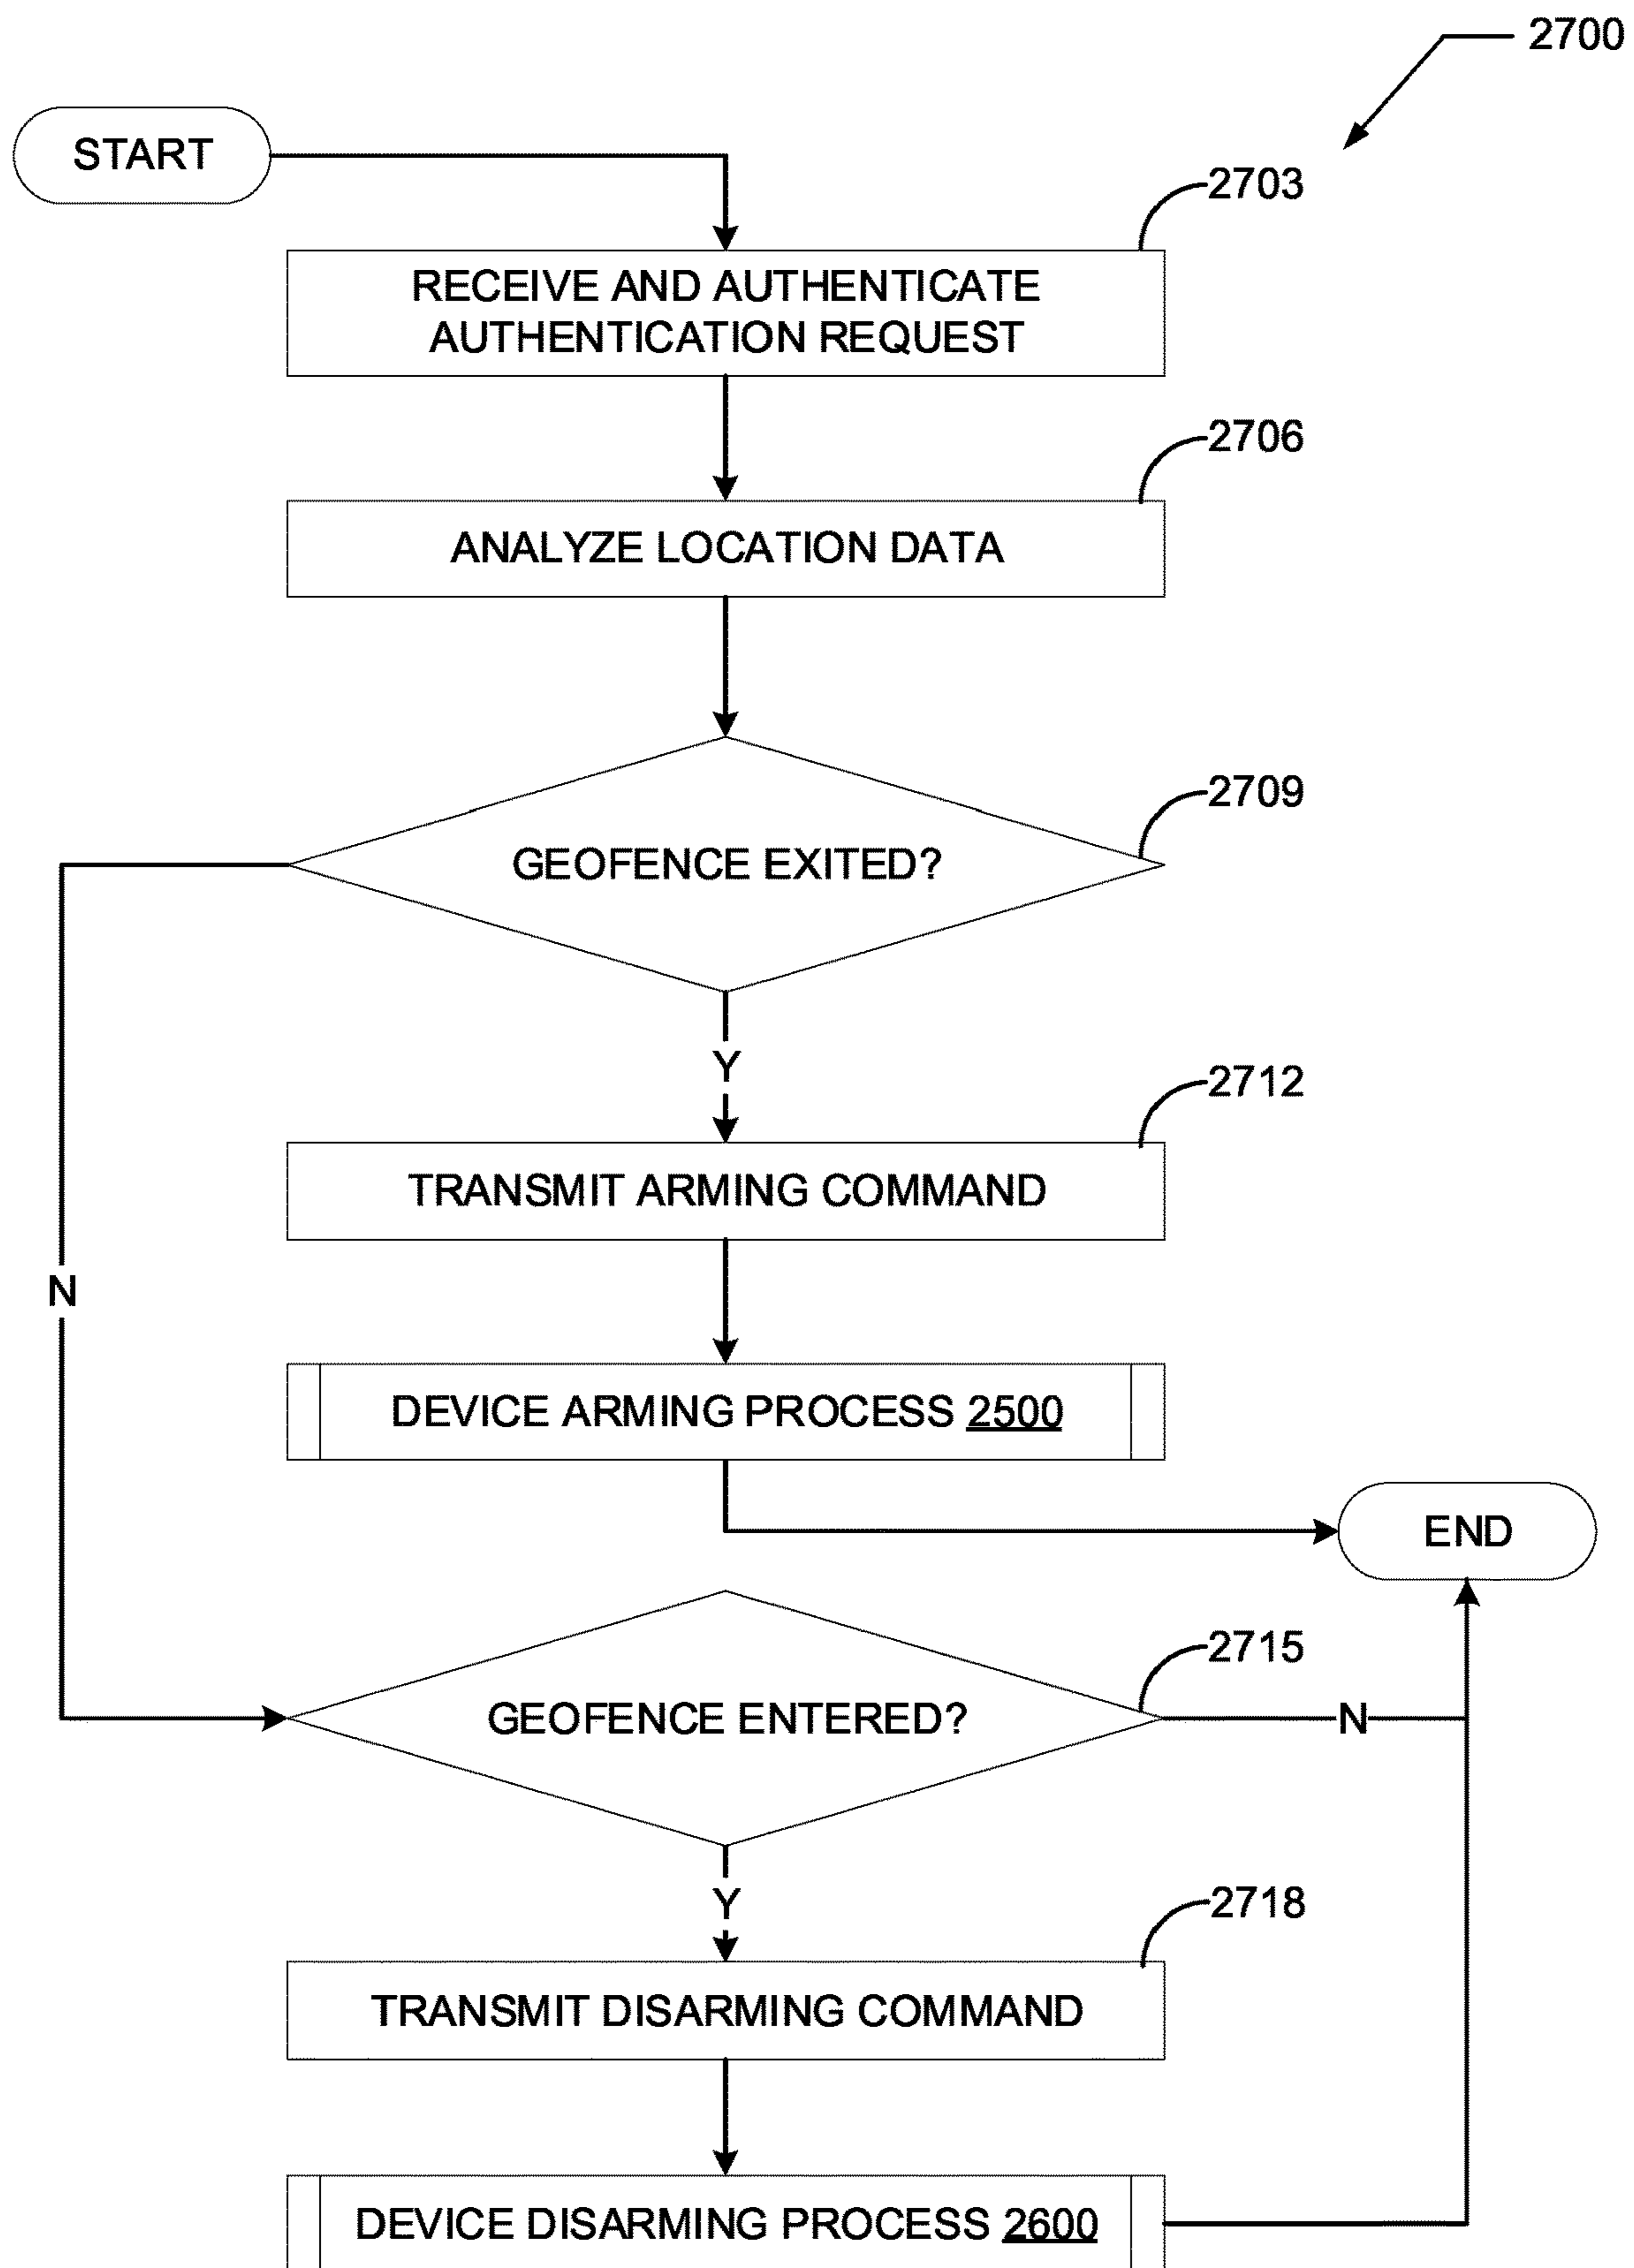 2700
START
2703
RECEIVE AND AUTHENTICATE
AUTHENTICATION REQUEST
2706
ANALYZE LOCATION DATA
2709
GEOFENCE EXITED?
Y
2712
TRANSMIT ARMING COMMAND
N
DEVICE ARMING PROCESS 2500
END
2715
GEOFENCE ENTERED?
N
Y
2718
TRANSMIT DISARMING COMMAND
DEVICE DISARMING PROCESS 2600